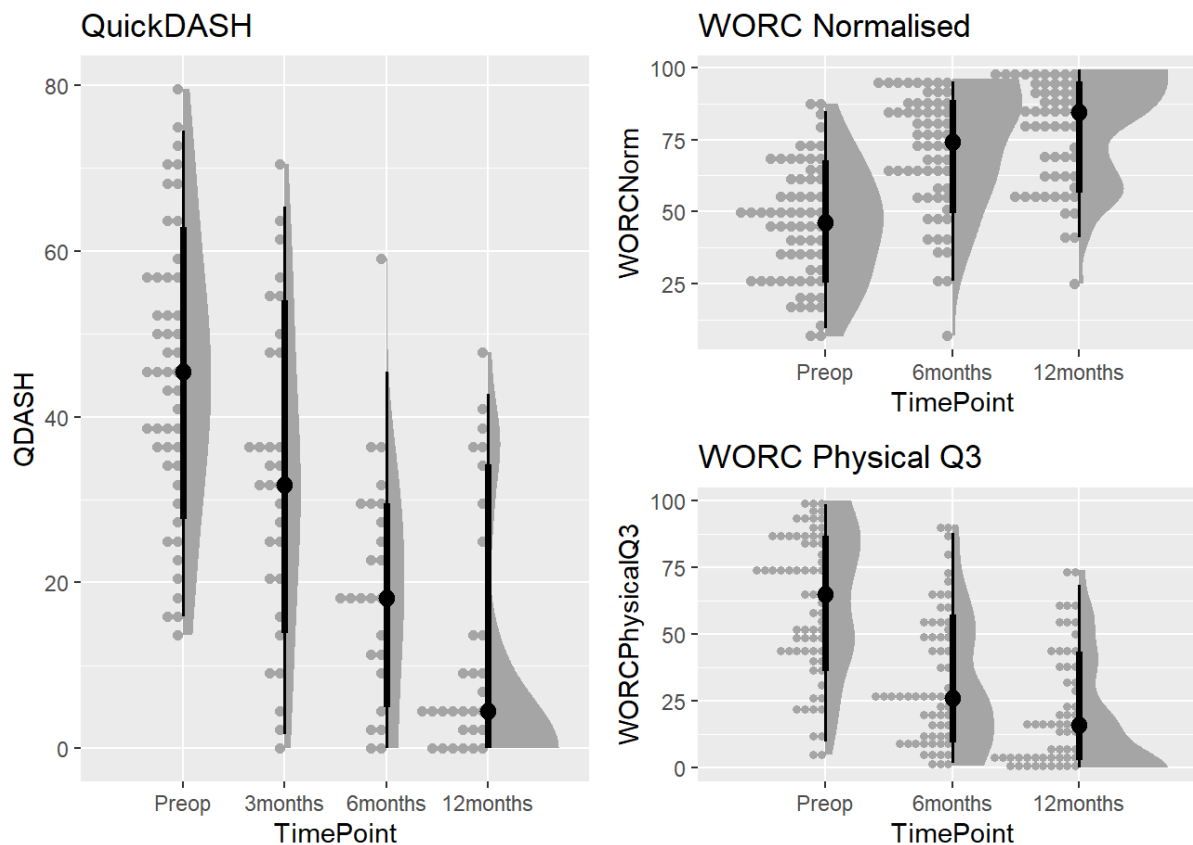 QuickDASH
QDASH
80
60
40
20
0
Preop 3months 6months 12months
TimePoint
WORC Normalised
WORCNorm
100
75
50
25
Preop 6months 12months
TimePoint
WORC Physical Q3
WORCPhysicalQ3
100
75
50
25
0
Preop 6months 12months
TimePoint